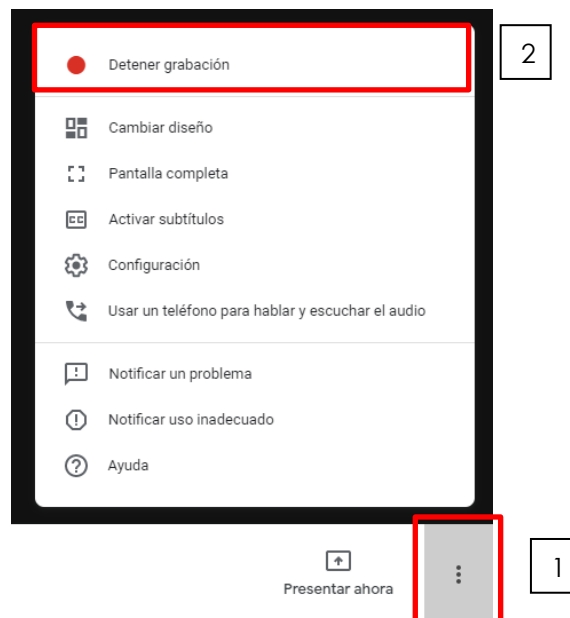 Detener grabación
2
Cambiar diseño
Pantalla completa
Activar subtítulos
Configuración
Usar un teléfono para hablar y escuchar el audio
Notificar un problema
Notificar uso inadecuado
Ayuda
Presentar ahora
1